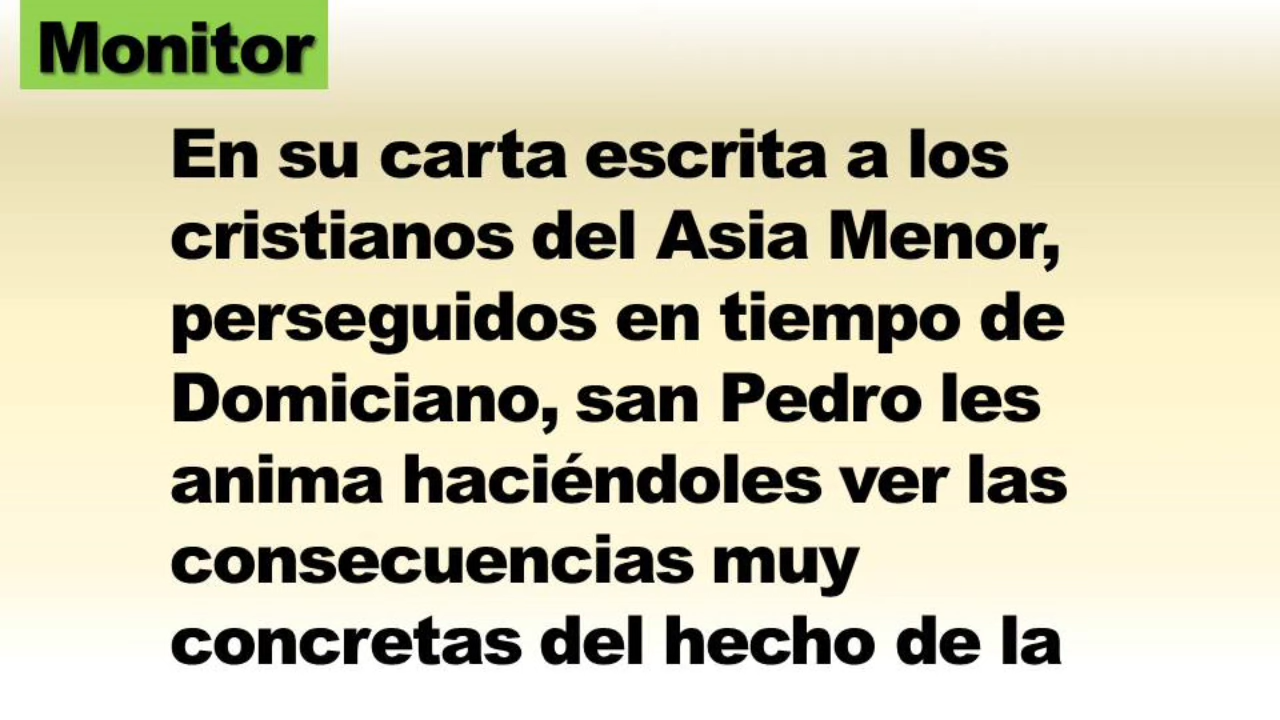 Monitor
En su carta escrita a los
cristianos del Asia Menor,
perseguidos en tiempo de
Domiciano, san Pedro les
anima haciéndoles ver las
consecuencias muy
concretas del hecho de la